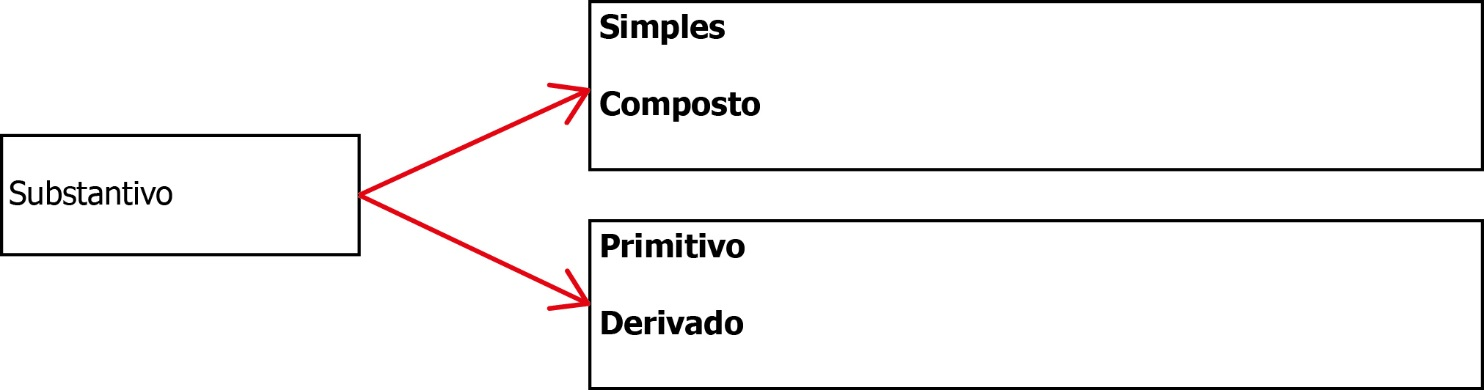 Substantivo
Simples
Composto
Primitivo
Derivado